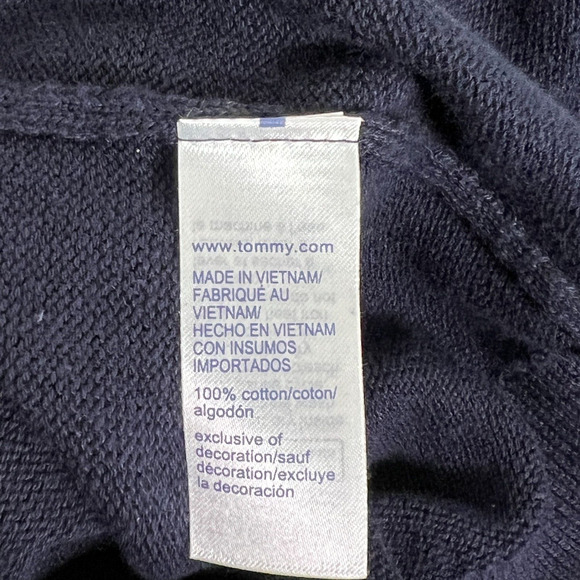 www.tommy.com
MADE IN VIETNAM/
FABRIQUÉ AU
VIETNAM/
HECHO EN VIETNAM
CON INSUMOS
IMPORTADOS
100% cotton/coton/
algodón
exclusive of
decoration/sauf
décoration/excluye
la decoración